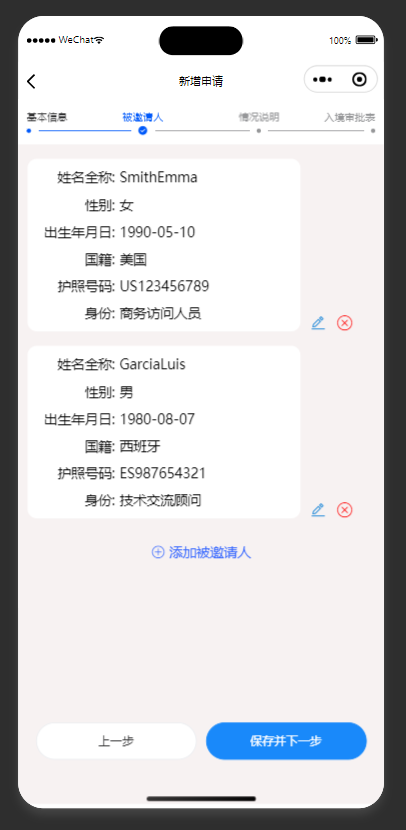 WeChat 100%
新增申请
基本信息 被邀请人 情况说明 入境审批表
姓名全称: SmithEmma
性别: 女
出生年月日: 1990-05-10
国籍: 美国
护照号码: US123456789
身份: 商务访问人员
姓名全称: GarciaLuis
性别: 男
出生年月日: 1980-08-07
国籍: 西班牙
护照号码: ES987654321
身份: 技术交流顾问
添加被邀请人
上一步 保存并下一步